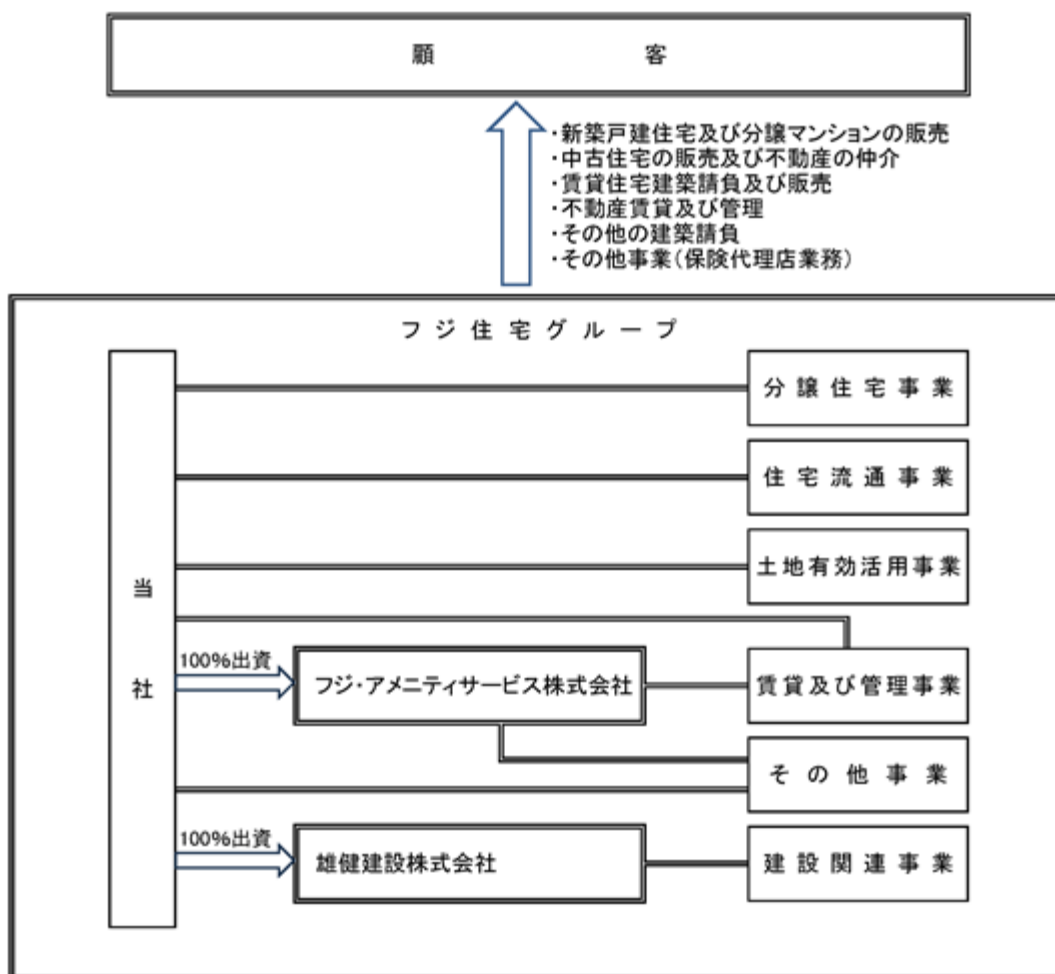 顧客
・新築戸建住宅及び分譲マンションの販売
・中古住宅の販売及び不動産の仲介
・賃貸住宅建築請負及び販売
・不動産賃貸及び管理
・その他の建築請負
・その他事業(保険代理店業務)
フジ住宅グループ
当社
分譲住宅事業
住宅流通事業
土地有効活用事業
100%出資
フジ・アメニティサービス株式会社
賃貸及び管理事業
その他事業
100%出資
雄健建設株式会社
建設関連事業